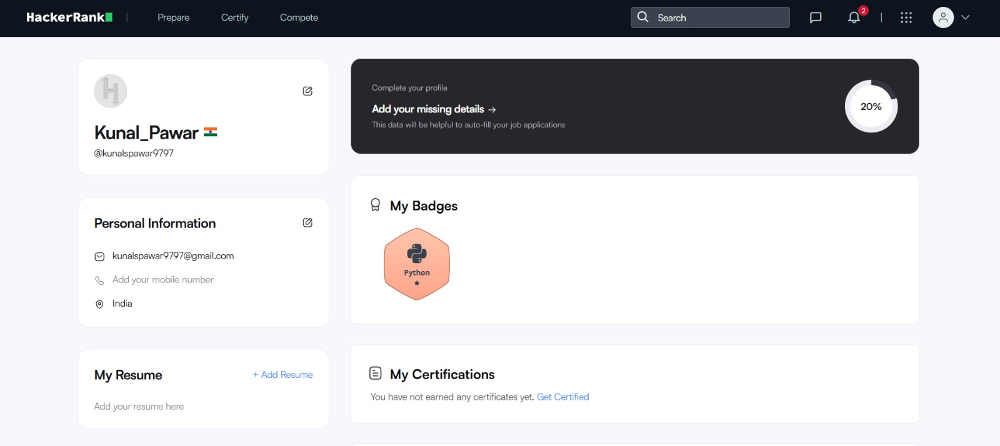 HackerRank
Prepare
Certify
Compete
Search
2
Kunal_Pawar
@kunalspawar9797
Personal Information
kunalspawar9797@gmail.com
Add your mobile number
India
My Resume
+ Add Resume
Add your resume here
Complete your profile
Add your missing details →
This data will be helpful to auto-fill your job applications
20%
My Badges
Python
My Certifications
You have not earned any certificates yet. Get Certified